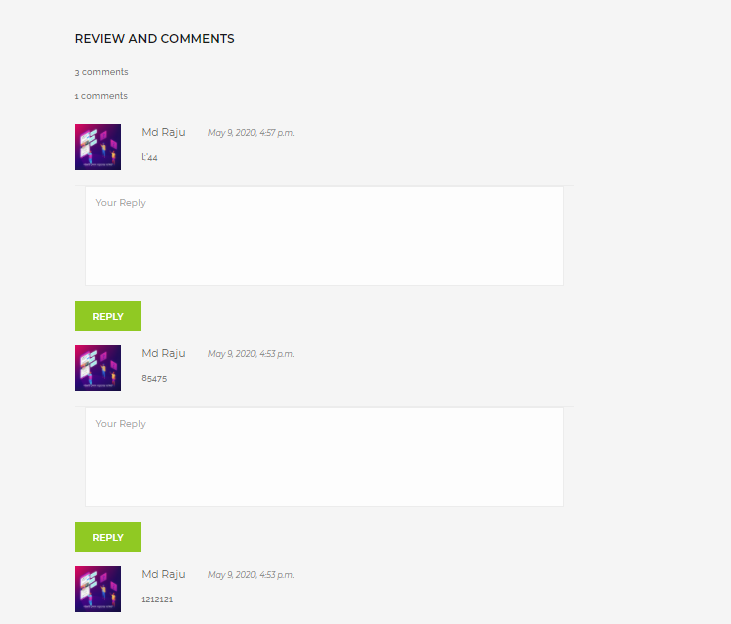 REVIEW AND COMMENTS
3 comments
1 comments
Md Raju May 9, 2020, 4:57 p.m.
Your Reply
REPLY
Md Raju May 9, 2020, 4:53 p.m.
85475
Your Reply
REPLY
Md Raju May 9, 2020, 4:53 p.m.
1212121